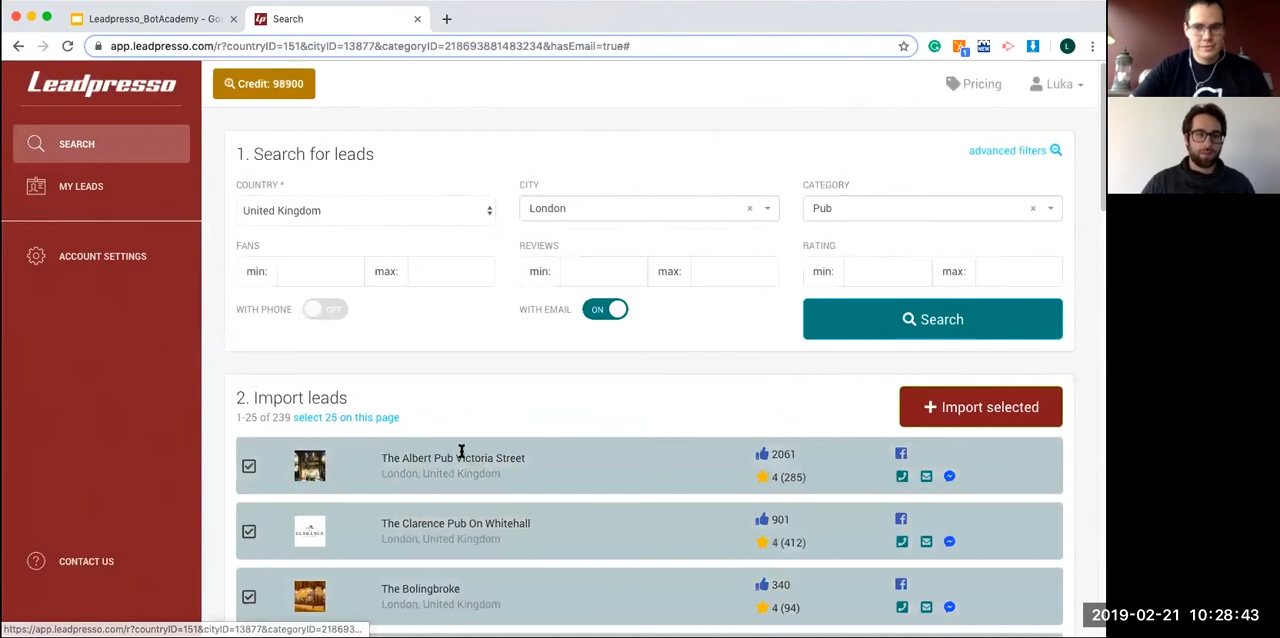 Leadpresso_BotAcademy - Go
Search
app.leadpresso.com/r?countryID=151&cityID=13877&categoryID=218693881483234&hasEmail=true#
Leadpresso
Credit: 98900
Pricing
Luka
SEARCH
MY LEADS
ACCOUNT SETTINGS
CONTACT US
1. Search for leads
advanced filters
COUNTRY *
CITY
CATEGORY
United Kingdom
London
Pub
FANS
REVIEWS
RATING
min:
max:
min:
max:
min:
max:
WITH PHONE
OFF
WITH EMAIL
ON
Search
2. Import leads
1-25 of 239 select 25 on this page
+ Import selected
The Albert Pub Victoria Street
London, United Kingdom
2061
4 (285)
The Clarence Pub On Whitehall
London, United Kingdom
901
4 (412)
The Bolingbroke
London, United Kingdom
340
4 (94)
https://app.leadpresso.com/r?countryID=151&cityID=13877&categoryID=218693...
2019-02-21 10:28:43